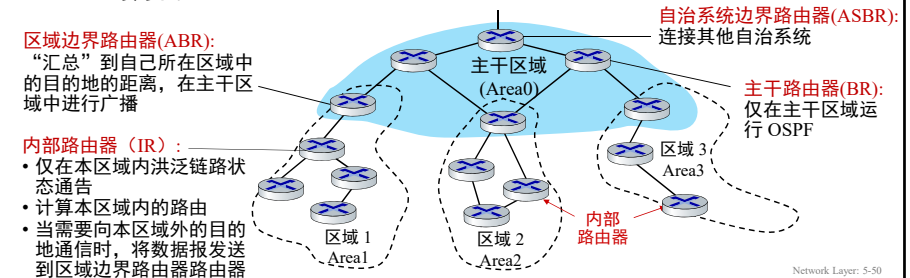 区域边界路由器(ABR):
“汇总”到自己所在区域中
的目的地的距离，在主干区
域中进行广播
内部路由器（IR）:
• 仅在本区域内洪泛链路状
态通告
• 计算本区域内的路由
• 当需要向本区域外的目的
地通信时，将数据报发送
到区域边界路由器路由器
主干区域
(Area0)
自治系统边界路由器(ASBR):
连接其他自治系统
主干路由器(BR):
仅在主干区域运
行 OSPF
区域 1
Area1
区域 2
Area2
区域 3
Area3
内部
路由器
Network Layer: 5-50